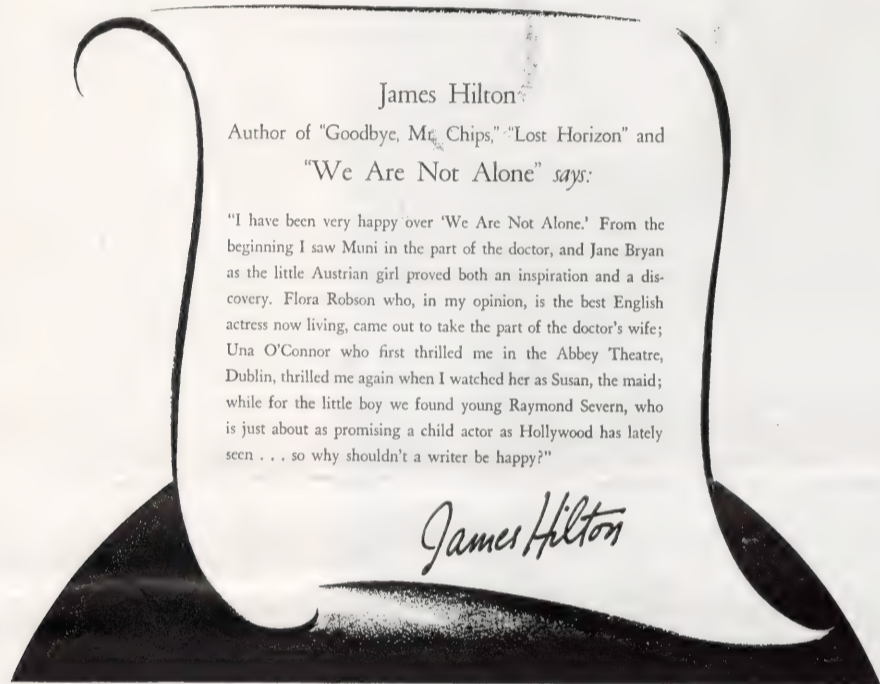 James Hilton
Author of "Goodbye, Mr. Chips," "Lost Horizon" and
"We Are Not Alone" says:
"I have been very happy over 'We Are Not Alone.' From the
beginning I saw Muni in the part of the doctor, and Jane Bryan
as the little Austrian girl proved both an inspiration and a dis-
covery. Flora Robson who, in my opinion, is the best English
actress now living, came out to take the part of the doctor's wife;
Una O'Connor who first thrilled me in the Abbey Theatre,
Dublin, thrilled me again when I watched her as Susan, the maid;
while for the little boy we found young Raymond Severn, who
is just about as promising a child actor as Hollywood has lately
seen . . . so why shouldn't a writer be happy?"
James Hilton